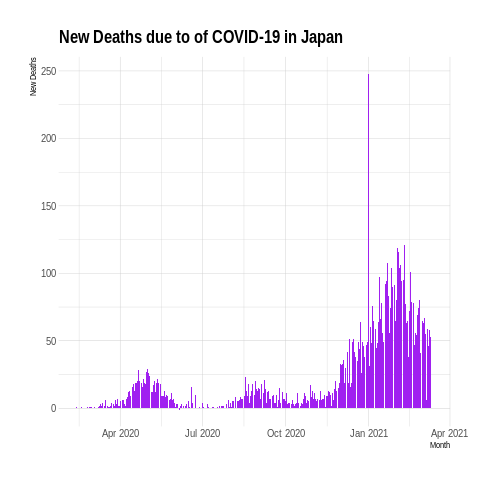 New Deaths due to of COVID-19 in Japan
New Deaths
250
200
150
100
50
0
Apr 2020
Jul 2020
Oct 2020
Jan 2021
Apr 2021
Month